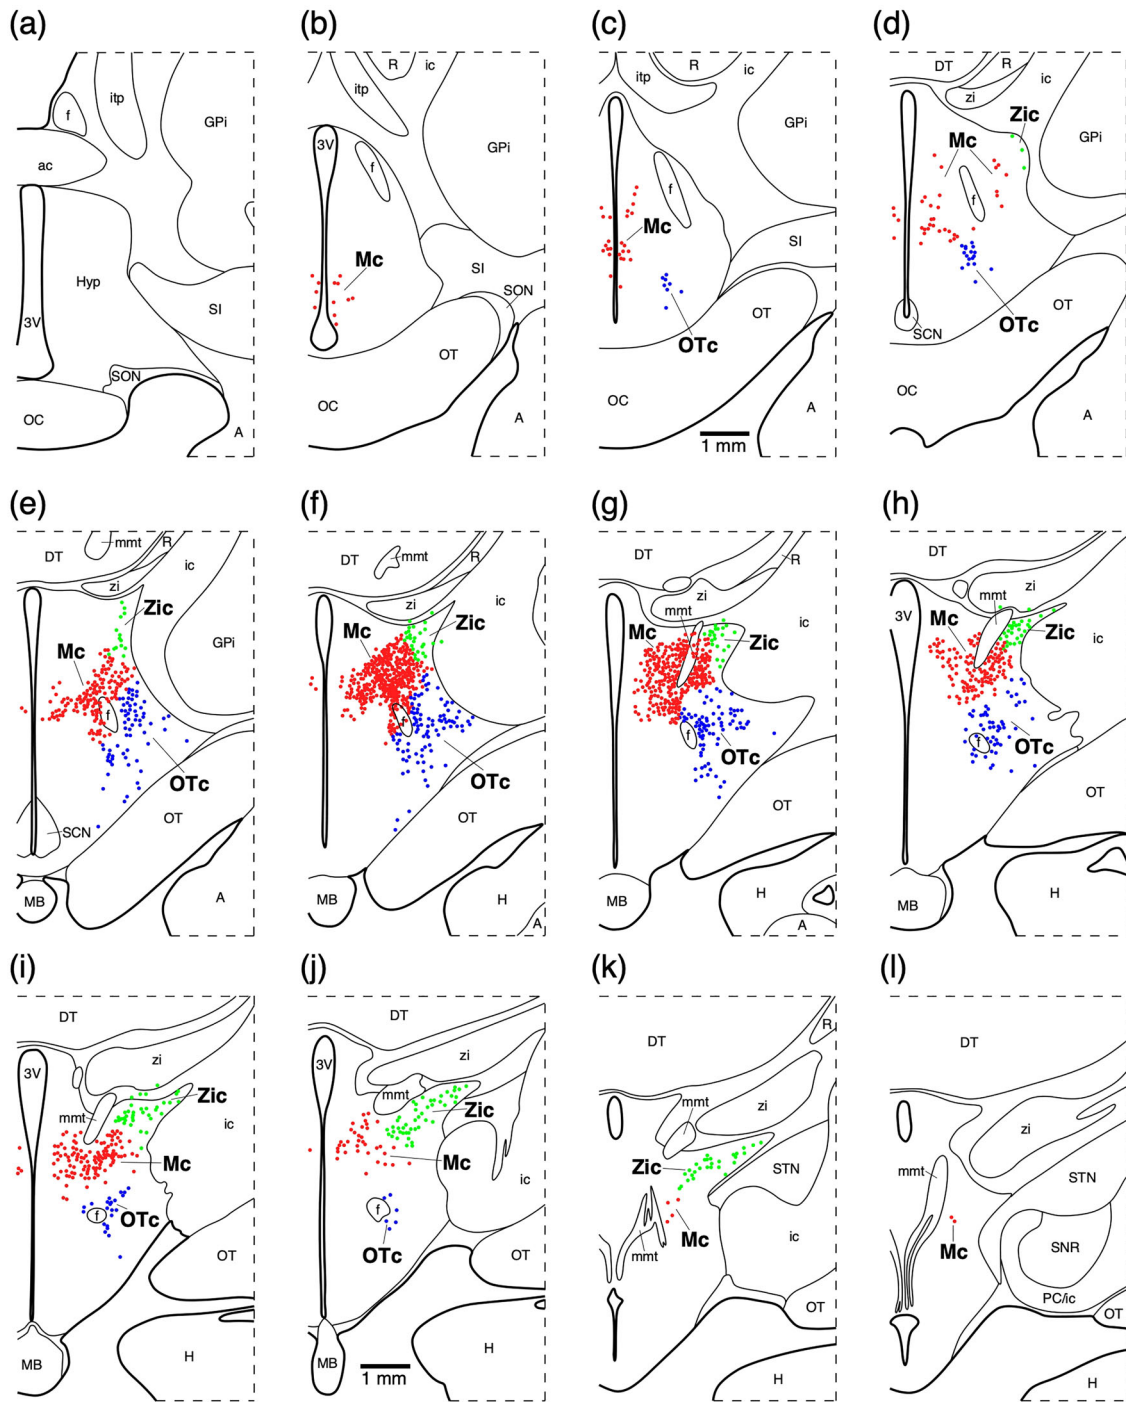 (a)
f
itp
GPi
ac
Hyp
3V
SI
SON
OC
A
(b)
R
ic
itp
3V
f
GPi
Mc
SI
SON
OT
OC
A
(c)
R
itp
ic
GPi
f
Mc
SI
OTc
OT
OC
A
1 mm
(d)
DT
R
ic
zi
Zic
Mc
GPi
f
OTc
OT
SCN
OC
A
(e)
DT
mmt
R
ic
zi
Zic
GPi
Mc
f
OTc
SCN
OT
MB
A
(f)
DT
mmt
R
ic
zi
Zic
Mc
f
OTc
OT
MB
H
A
(g)
DT
R
zi
mmt
Mc
Zic
ic
f
OTc
OT
MB
H
A
(h)
DT
zi
3V
mmt
Mc
Zic
ic
f
OTc
OT
MB
H
(i)
DT
zi
3V
Zic
mmt
ic
Mc
OTc
f
OT
MB
H
(j)
DT
3V
zi
mmt
Zic
Mc
ic
f
OTc
OT
MB
H
1 mm
(k)
DT
R
mmt
zi
Zic
STN
Mc
mmt
ic
OT
H
(l)
DT
zi
mmt
STN
Mc
SNR
PC/ic
OT
H